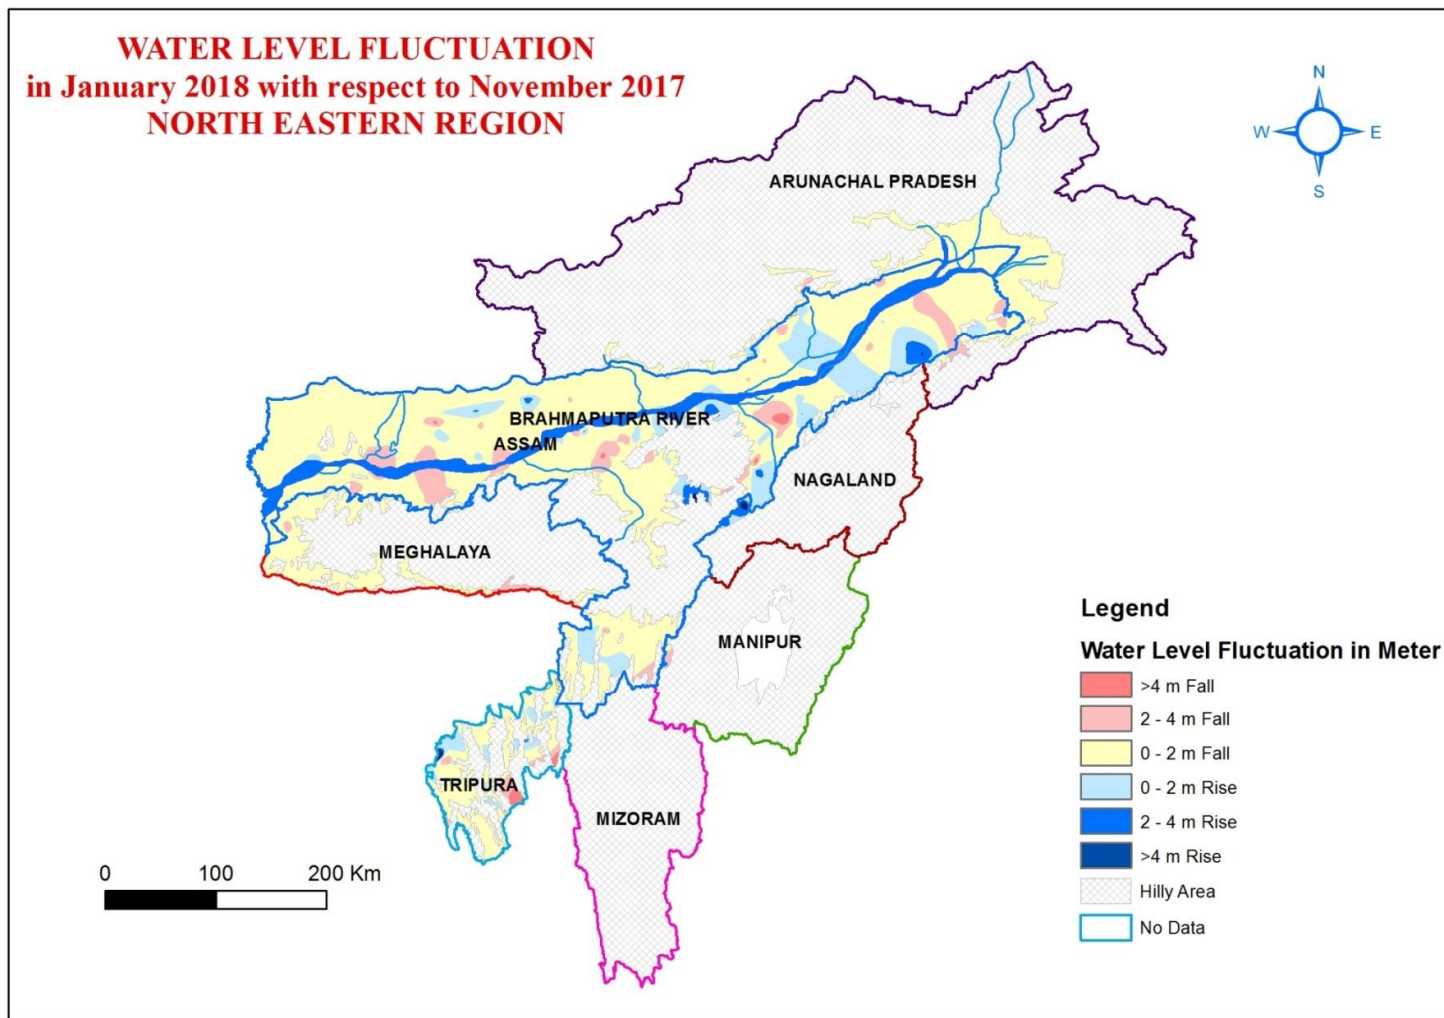 WATER LEVEL FLUCTUATION
in January 2018 with respect to November 2017
NORTH EASTERN REGION
N
W
E
S
ARUNACHAL PRADESH
BRAHMAPUTRA RIVER
ASSAM
NAGALAND
MEGHALAYA
MANIPUR
TRIPURA
MIZORAM
0 100 200 Km
Legend
Water Level Fluctuation in Meter
>4 m Fall
2 - 4 m Fall
0 - 2 m Fall
0 - 2 m Rise
2 - 4 m Rise
>4 m Rise
Hilly Area
No Data